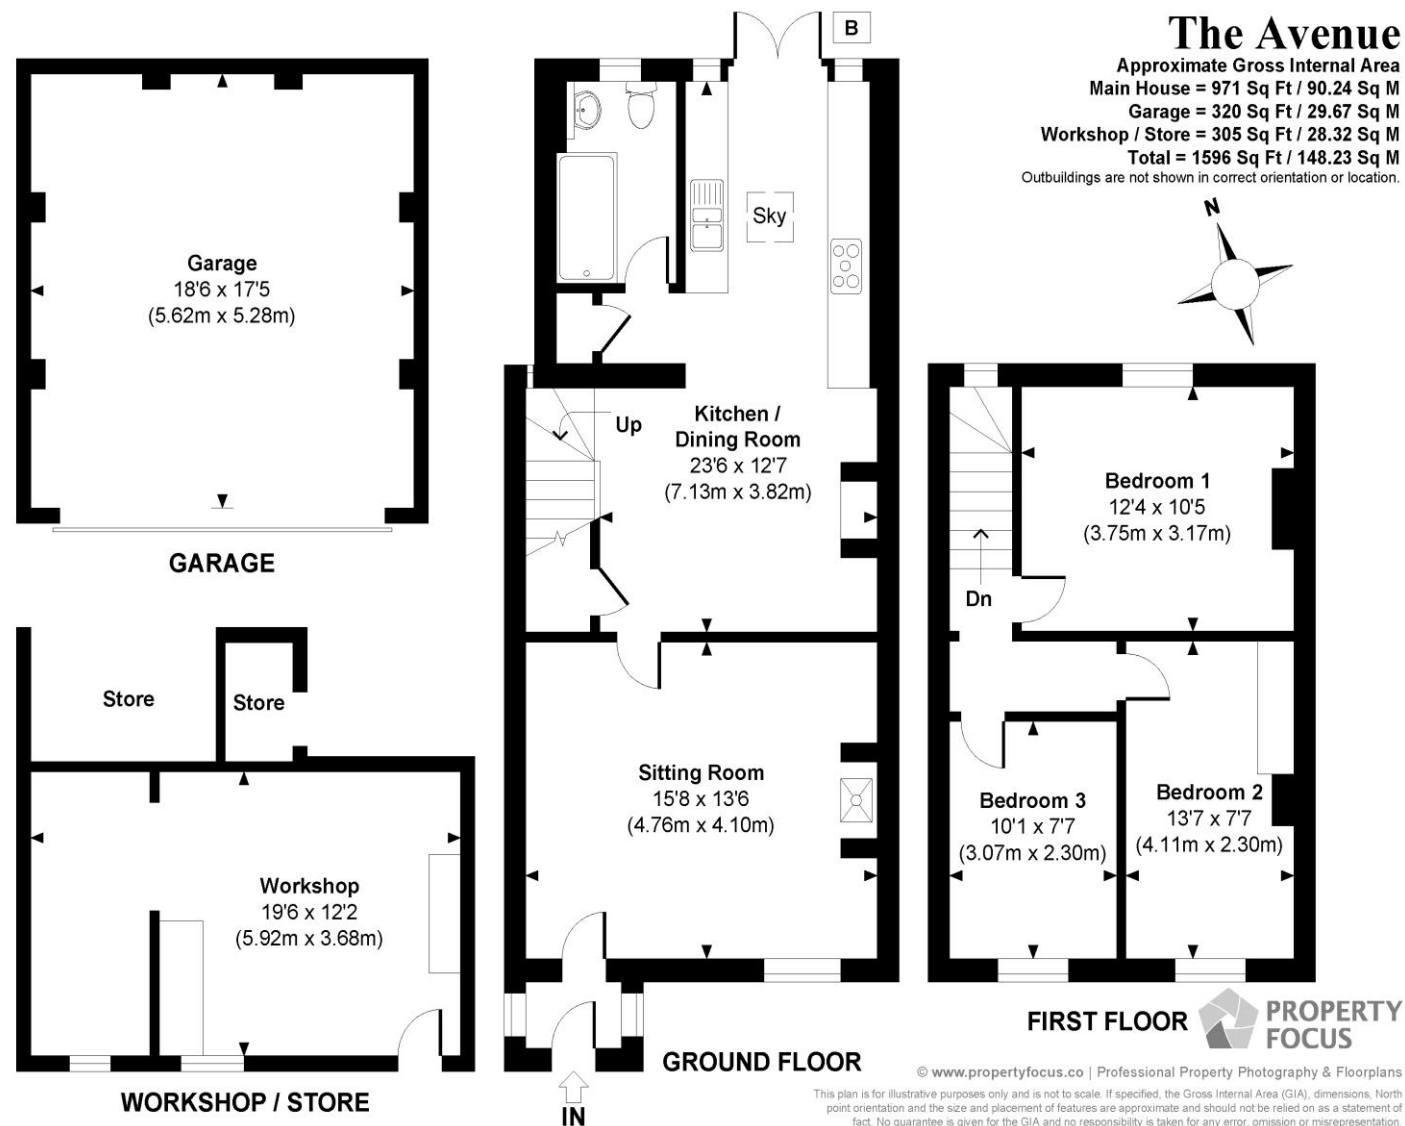 The Avenue
Approximate Gross Internal Area
Main House = 971 Sq Ft / 90.24 Sq M
Garage = 320 Sq Ft / 29.67 Sq M
Workshop / Store = 305 Sq Ft / 28.32 Sq M
Total = 1596 Sq Ft / 148.23 Sq M
Outbuildings are not shown in correct orientation or location.
N
B
Sky
Garage
18'6 x 17'5
(5.62m x 5.28m)
GARAGE
Up
Kitchen /
Dining Room
23'6 x 12'7
(7.13m x 3.82m)
Bedroom 1
12'4 x 10'5
(3.75m x 3.17m)
Dn
Store
Store
Sitting Room
15'8 x 13'6
(4.76m x 4.10m)
Bedroom 3
10'1 x 7'7
(3.07m x 2.30m)
Bedroom 2
13'7 x 7'7
(4.11m x 2.30m)
Workshop
19'6 x 12'2
(5.92m x 3.68m)
WORKSHOP / STORE
GROUND FLOOR
IN
FIRST FLOOR
PROPERTY
FOCUS
© www.propertyfocus.co | Professional Property Photography & Floorplans
This plan is for illustrative purposes only and is not to scale. If specified, the Gross Internal Area (GIA), dimensions, North
point orientation and the size and placement of features are approximate and should not be relied on as a statement of
fact. No guarantee is given for the GIA and no responsibility is taken for any error, omission or misrepresentation.